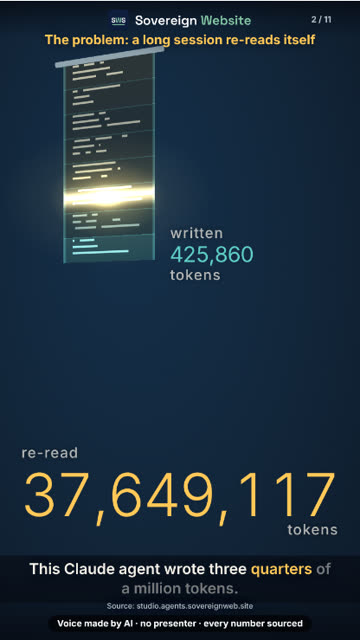 SWS Sovereign Website 2 / 11
The problem: a long session re-reads itself
written
425,860
tokens
re-read
37,649,117
tokens
This Claude agent wrote three quarters of
a million tokens.
Source: studio.agents.sovereignweb.site
Voice made by AI · no presenter · every number sourced